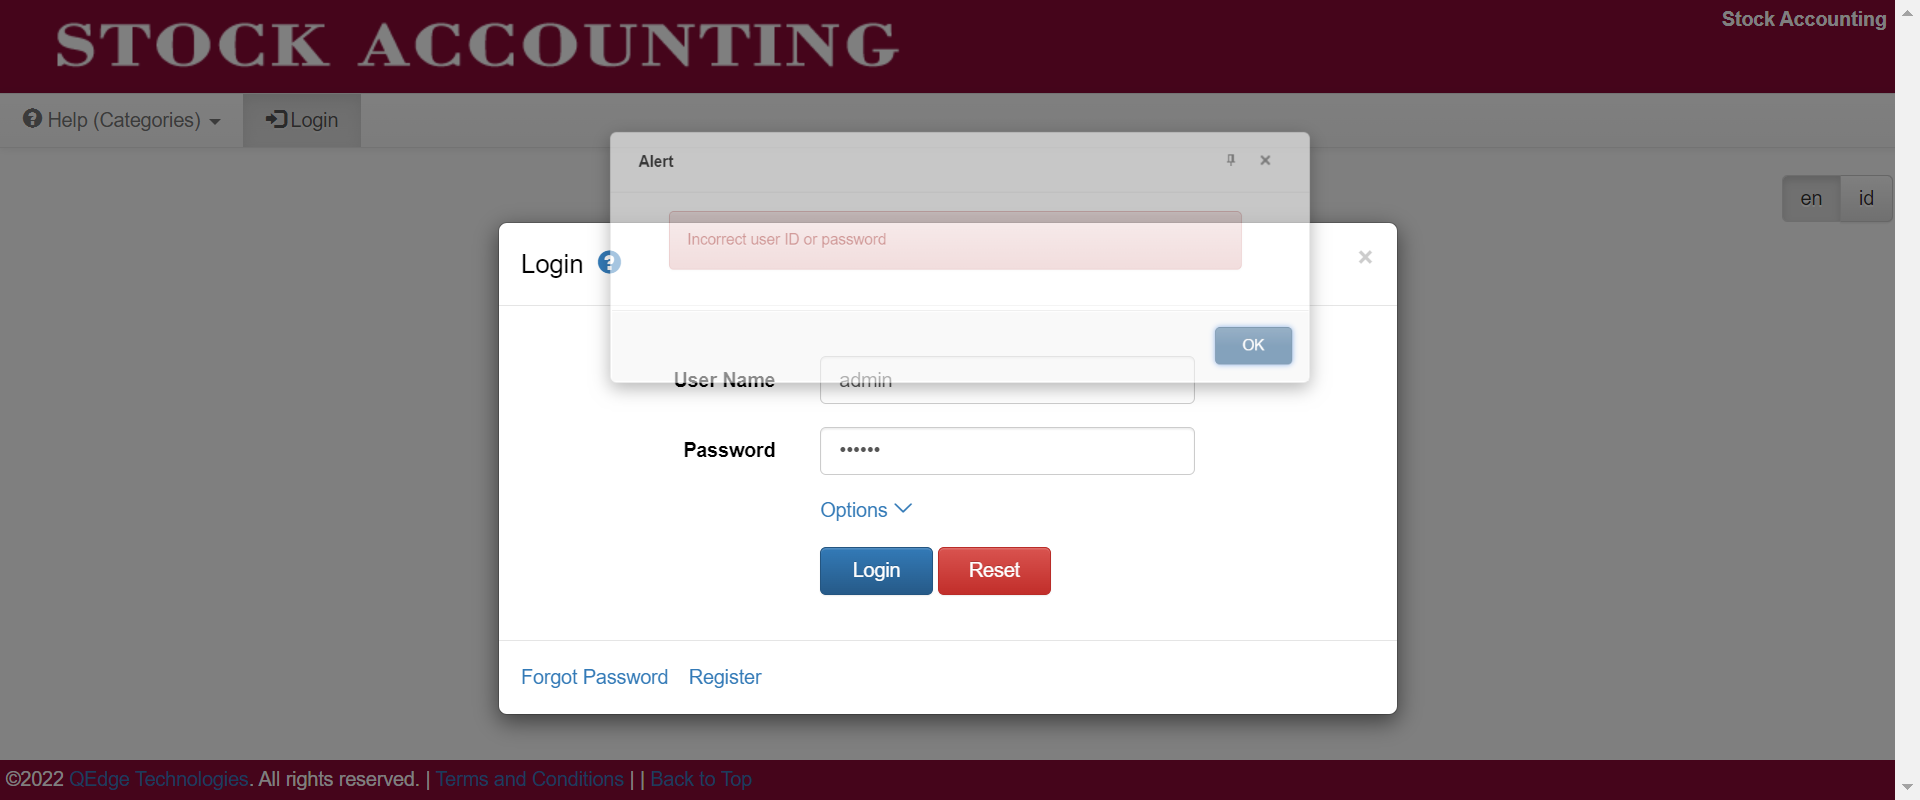 STOCK ACCOUNTING
Stock Accounting
Help (Categories)
Login
Alert
en
id
Incorrect user ID or password
Login
OK
User Name
admin
Password
••••••
Options
Login
Reset
Forgot Password
Register
©2022 QEdge Technologies. All rights reserved. | Terms and Conditions | | Back to Top